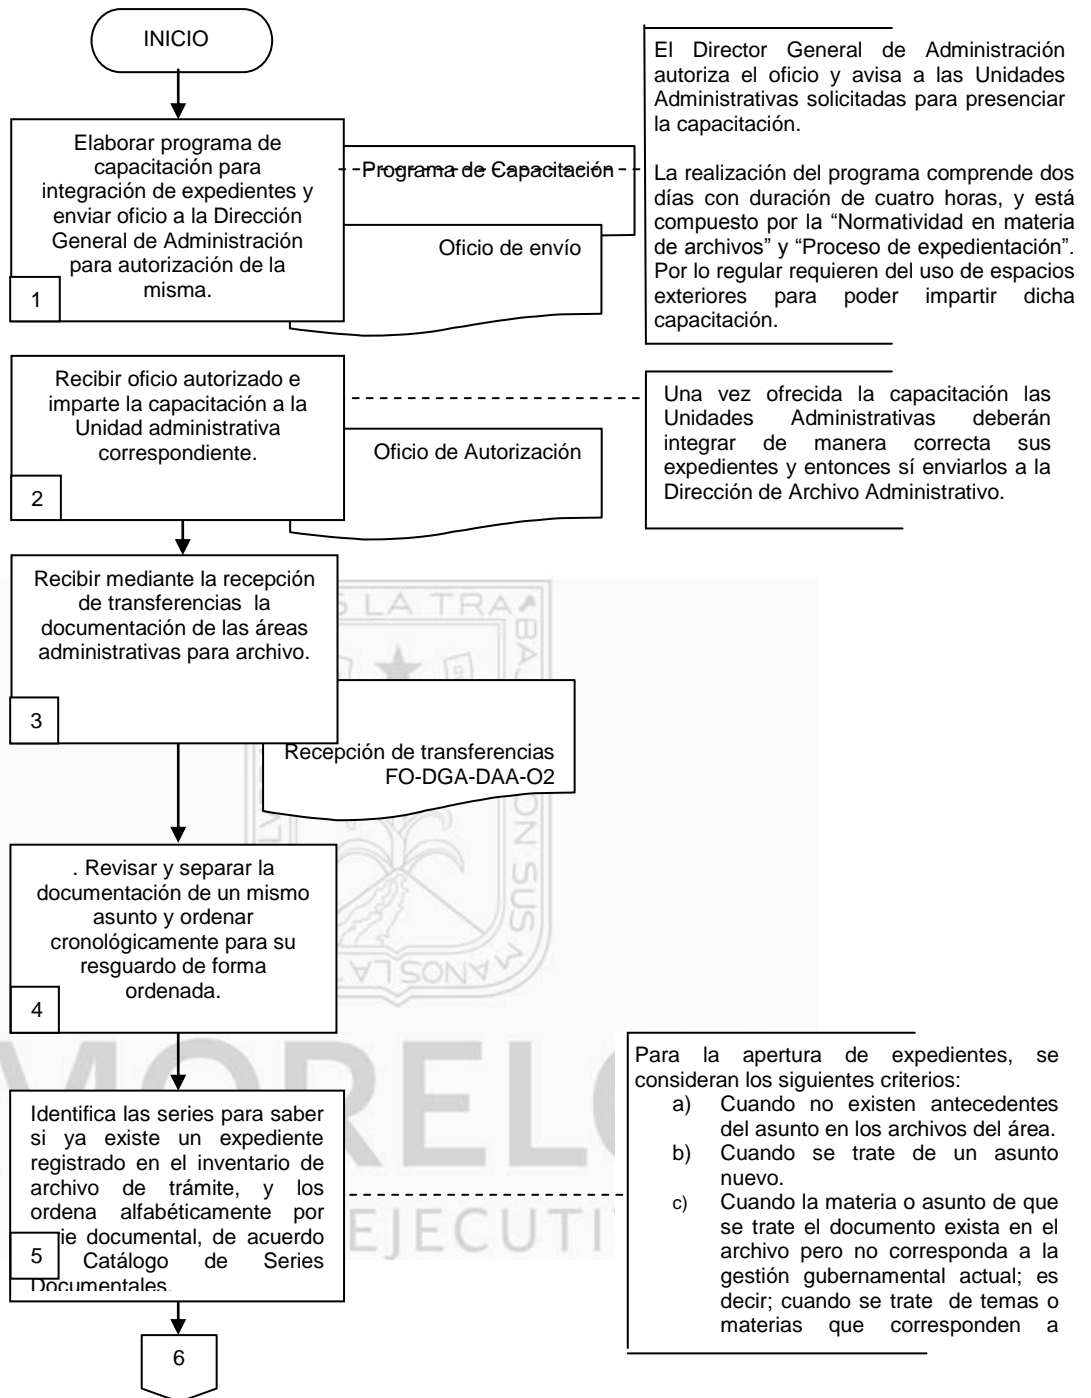 INICIO
Elaborar programa de
capacitación para
integración de expedientes y
enviar oficio a la Dirección
General de Administración
para autorización de la
misma.
1
Programa de Capacitación
Oficio de envío
El Director General de Administración
autoriza el oficio y avisa a las Unidades
Administrativas solicitadas para presenciar
la capacitación.
La realización del programa comprende dos
días con duración de cuatro horas, y está
compuesto por la “Normatividad en materia
de archivos” y “Proceso de expedientación”.
Por lo regular requieren del uso de espacios
exteriores para poder impartir dicha
capacitación.
Recibir oficio autorizado e
imparte la capacitación a la
Unidad administrativa
correspondiente.
2
Oficio de Autorización
Una vez ofrecida la capacitación las
Unidades Administrativas deberán
integrar de manera correcta sus
expedientes y entonces sí enviarlos a la
Dirección de Archivo Administrativo.
Recibir mediante la recepción
de transferencias la
documentación de las áreas
administrativas para archivo.
3
Recepción de transferencias
FO-DGA-DAA-O2
. Revisar y separar la
documentación de un mismo
asunto y ordenar
cronológicamente para su
resguardo de forma
ordenada.
4
Identifica las series para saber
si ya existe un expediente
registrado en el inventario de
archivo de trámite, y los
ordena alfabéticamente por
documental, de acuerdo
5 Catálogo de Series
Documentales.
Para la apertura de expedientes, se
consideran los siguientes criterios:
a) Cuando no existen antecedentes
del asunto en los archivos del área.
b) Cuando se trate de un asunto
nuevo.
c) Cuando la materia o asunto de que
se trate el documento exista en el
archivo pero no corresponda a la
gestión gubernamental actual; es
decir; cuando se trate de temas o
materias que corresponden a
6
LA TRA
BAJ
ON SUS MANOS LA
MOREL
EJECUTI